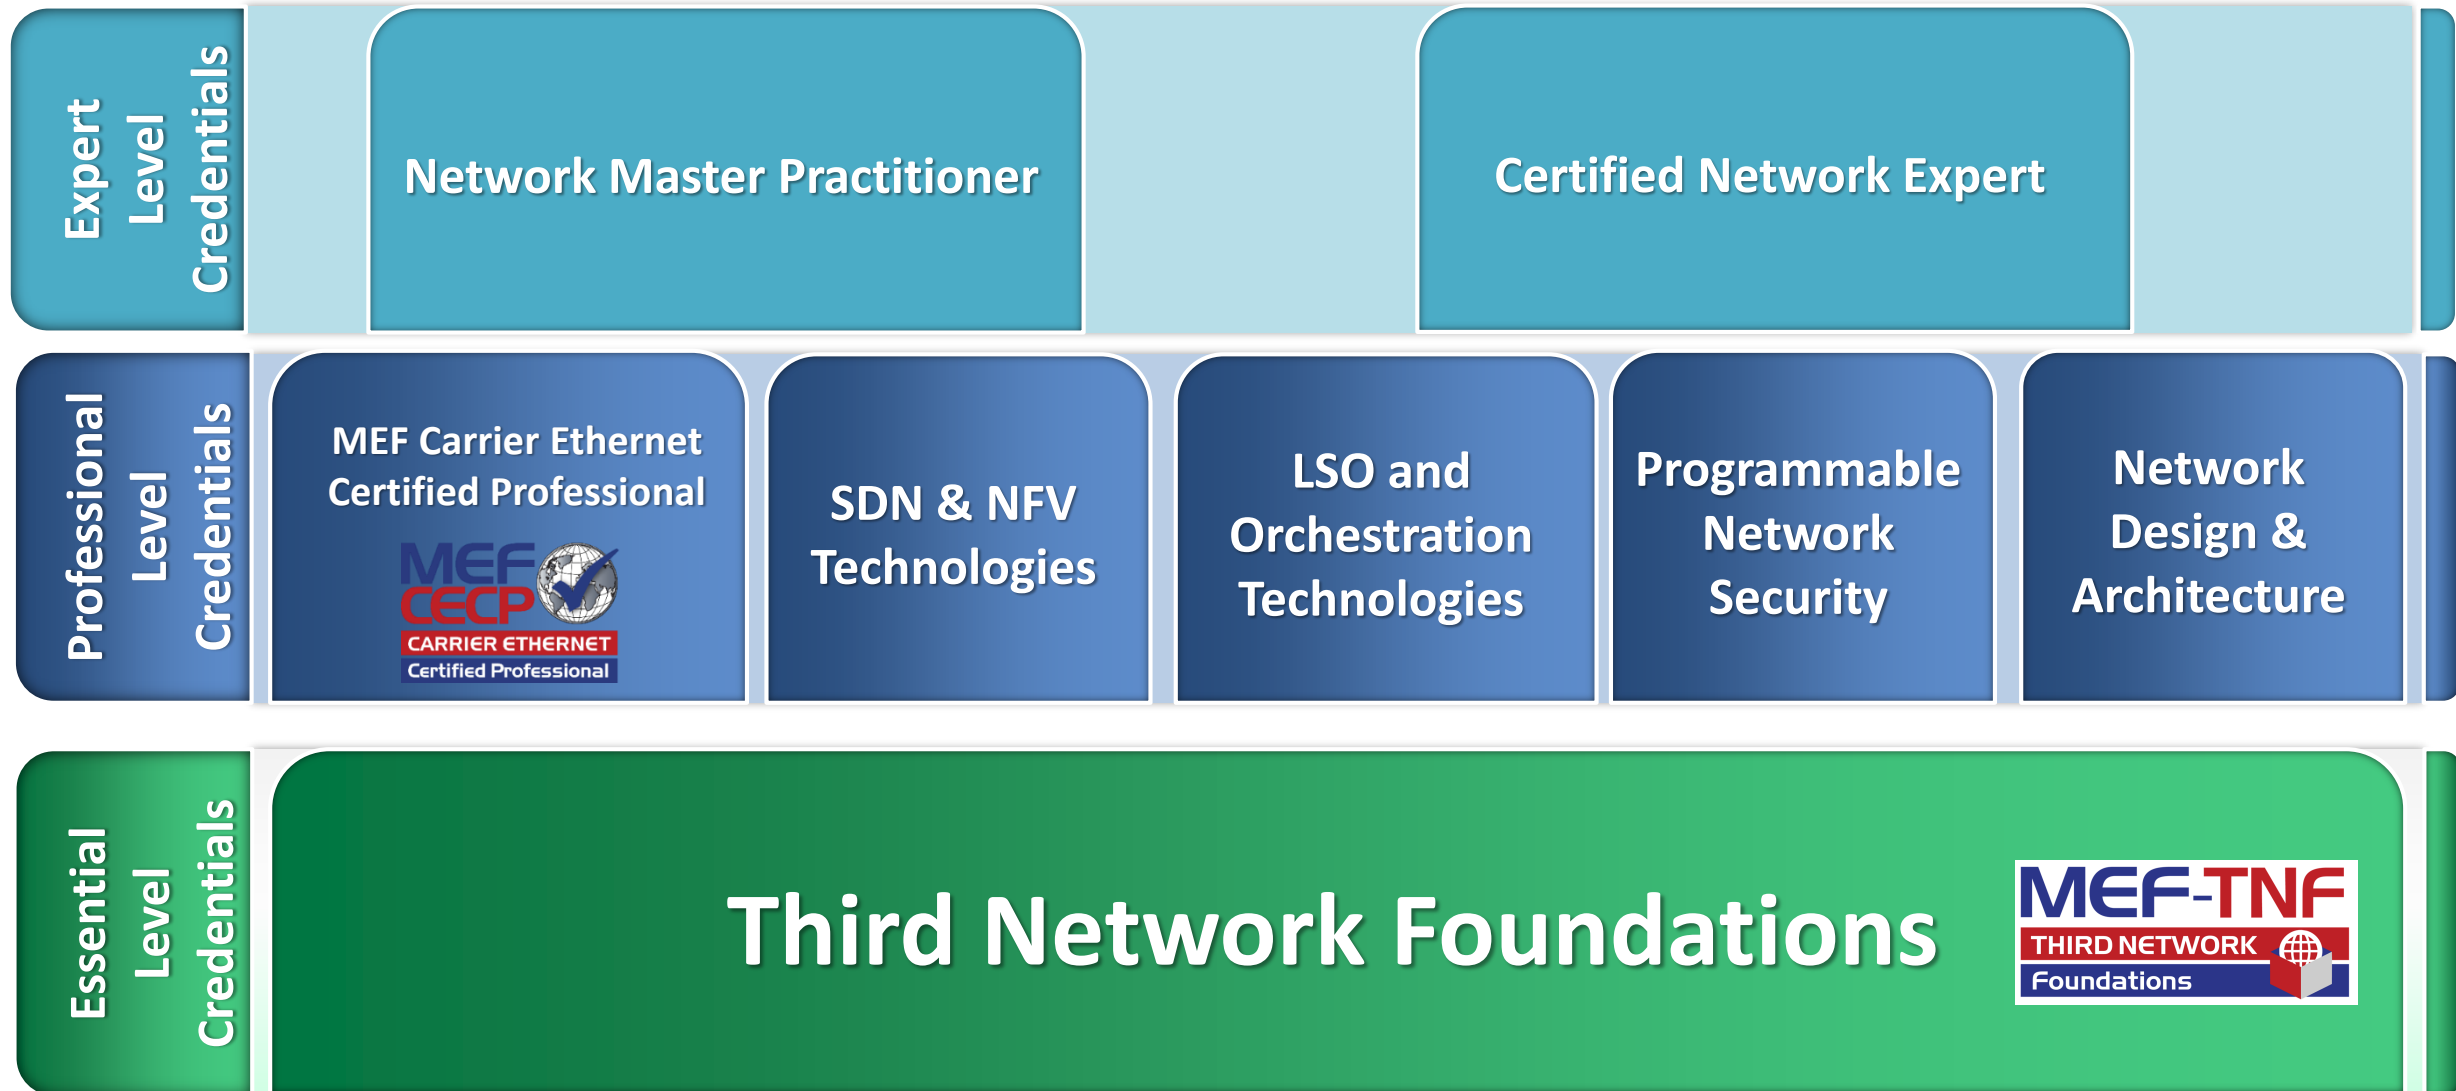 Expert
Level
Credentials
Network Master Practitioner
Certified Network Expert
Professional
Level
Credentials
MEF Carrier Ethernet
Certified Professional
MEF
CECP
CARRIER ETHERNET
Certified Professional
SDN & NFV
Technologies
LSO and
Orchestration
Technologies
Programmable
Network
Security
Network
Design &
Architecture
Essential
Level
Credentials
Third Network Foundations
MEF-TNF
THIRD NETWORK
Foundations